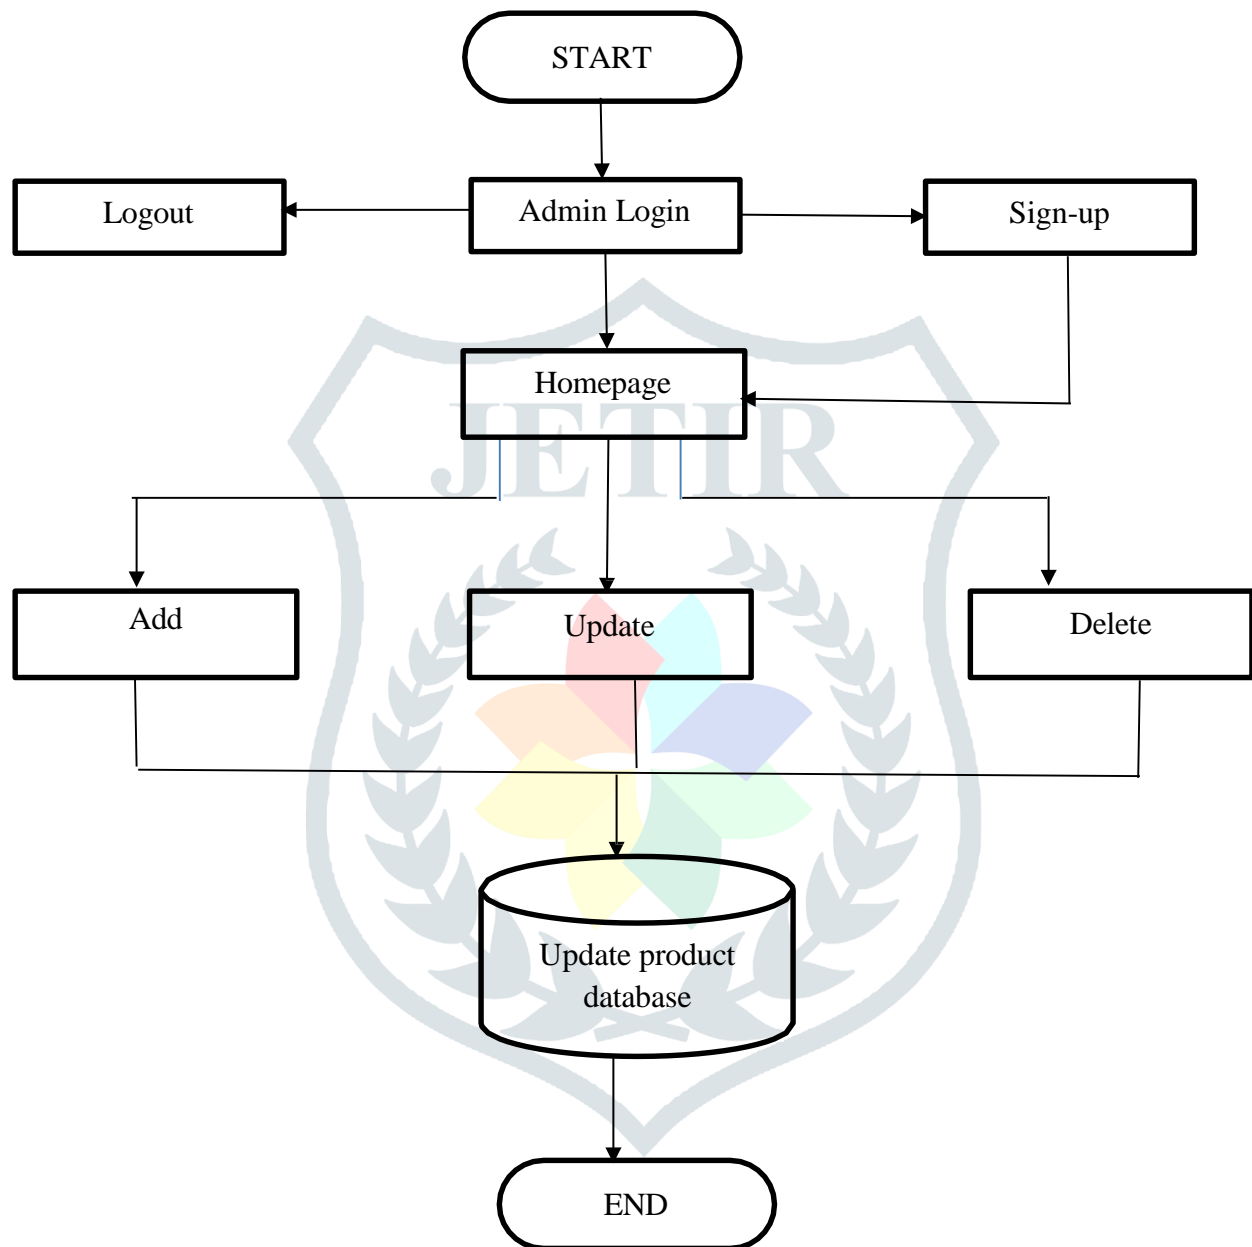 START
Logout
Admin Login
Sign-up
Homepage
JETIR
Add
Update
Delete
Update product
database
END